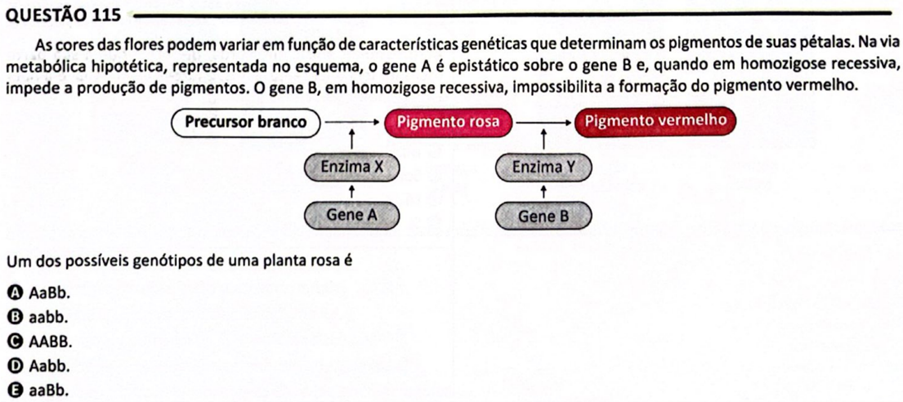 QUESTÃO 115
As cores das flores podem variar em função de características genéticas que determinam os pigmentos de suas pétalas. Na via
metabólica hipotética, representada no esquema, o gene A é epistático sobre o gene B e, quando em homozigose recessiva,
impede a produção de pigmentos. O gene B, em homozigose recessiva, impossibilita a formação do pigmento vermelho.
Precursor branco Pigmento rosa Pigmento vermelho
Enzima X Enzima Y
Gene A Gene B
Um dos possíveis genótipos de uma planta rosa é
A AaBb.
B aabb.
C AABB.
D Aabb.
E aaBb.